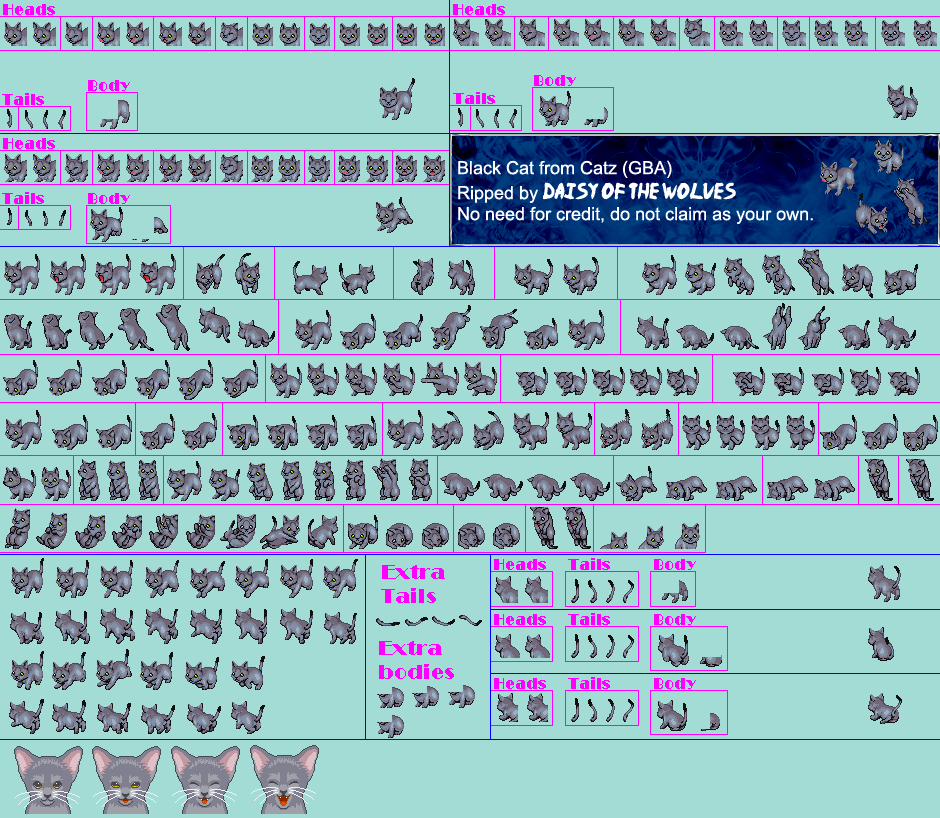 Heads
Heads
Tails
Body
Tails
Body
Heads
Tails
Body
Black Cat from Catz (GBA)
Ripped by DAISY OF THE WOLVES
No need for credit, do not claim as your own.
Extra
Tails
Extra
bodies
Heads Tails Body
Heads Tails Body
Heads Tails Body